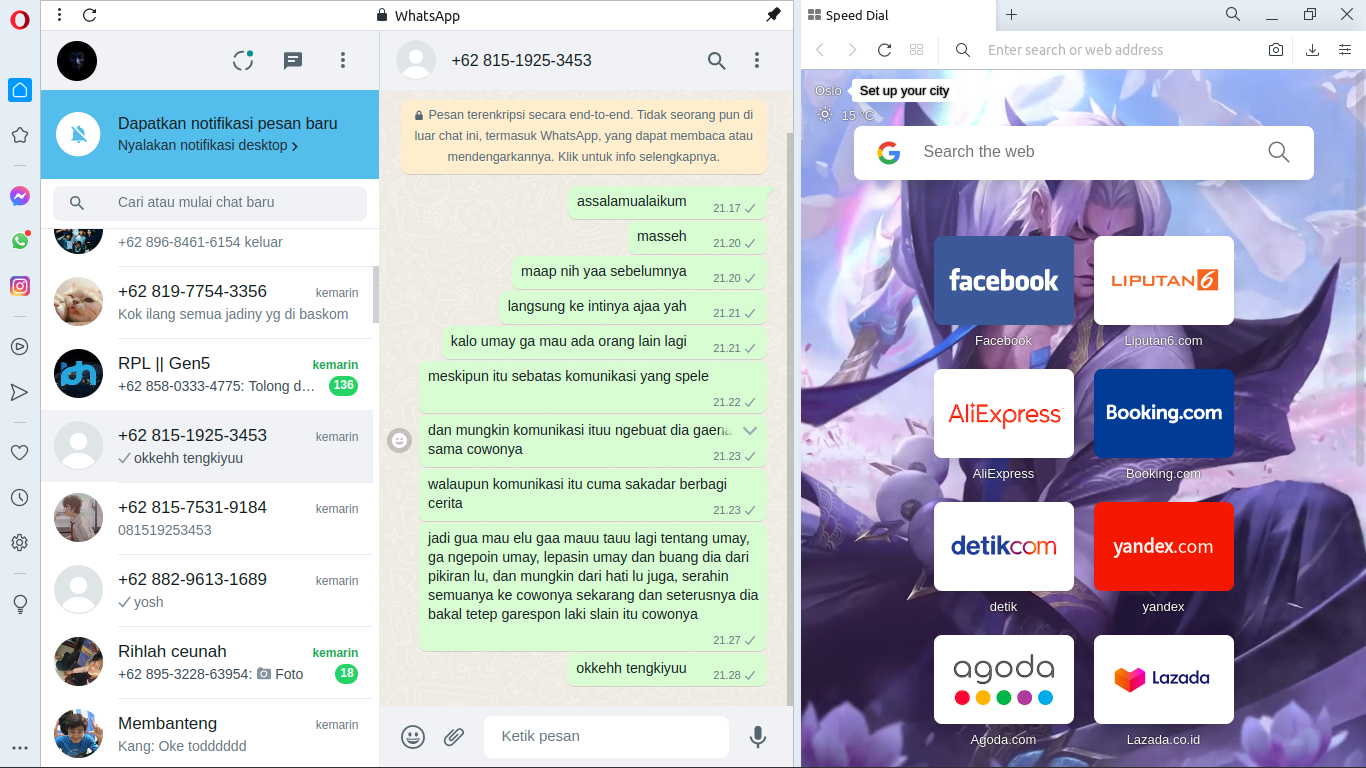 WhatsApp
Dapatkan notifikasi pesan baru
Nyalakan notifikasi desktop
Cari atau mulai chat baru
+62 896-8461-6154 keluar
+62 819-7754-3356 kemarin
Kok ilang semua jadiny yg di baskom
RPL || Gen5 kemarin
+62 858-0333-4775: Tolong d... 136
+62 815-1925-3453 kemarin
okkehh tengkiyuu
+62 815-7531-9184 kemarin
081519253453
+62 882-9613-1689 kemarin
yosh
Rihlah ceunah kemarin
+62 895-3228-63954: Foto 18
Membanteng kemarin
Kang: Oke todddddd
+62 815-1925-3453
Pesan terenkripsi secara end-to-end. Tidak seorang pun di
luar chat ini, termasuk WhatsApp, yang dapat membaca atau
mendengarkannya. Klik untuk info selengkapnya.
assalamualaikum 21.17
masseh 21.20
maap nih yaa sebelumnya 21.20
langsung ke intinya ajaa yah 21.21
kalo umay ga mau ada orang lain lagi 21.21
meskipun itu sebatas komunikasi yang spele
21.22
dan mungkin komunikasi ituu ngebuat dia gaena
sama cowonya 21.23
walaupun komunikasi itu cuma sakadar berbagi
cerita 21.23
jadi gua mau elu gaa mauu tauu lagi tentang umay,
ga ngepoin umay, lepasin umay dan buang dia dari
pikiran lu, dan mungkin dari hati lu juga, serahin
semuanya ke cowonya sekarang dan seterusnya dia
bakal tetep garespon laki slain itu cowonya
21.27
okkehh tengkiyuu 21.28
Ketik pesan
Speed Dial
Enter search or web address
Oslo Set up your city
15 °C
Search the web
facebook LIPUTAN 6
Facebook Liputan6.com
AliExpress Booking.com
AliExpress Booking.com
detikcom yandex.com
detik yandex
agoda Lazada
Agoda.com Lazada.co.id